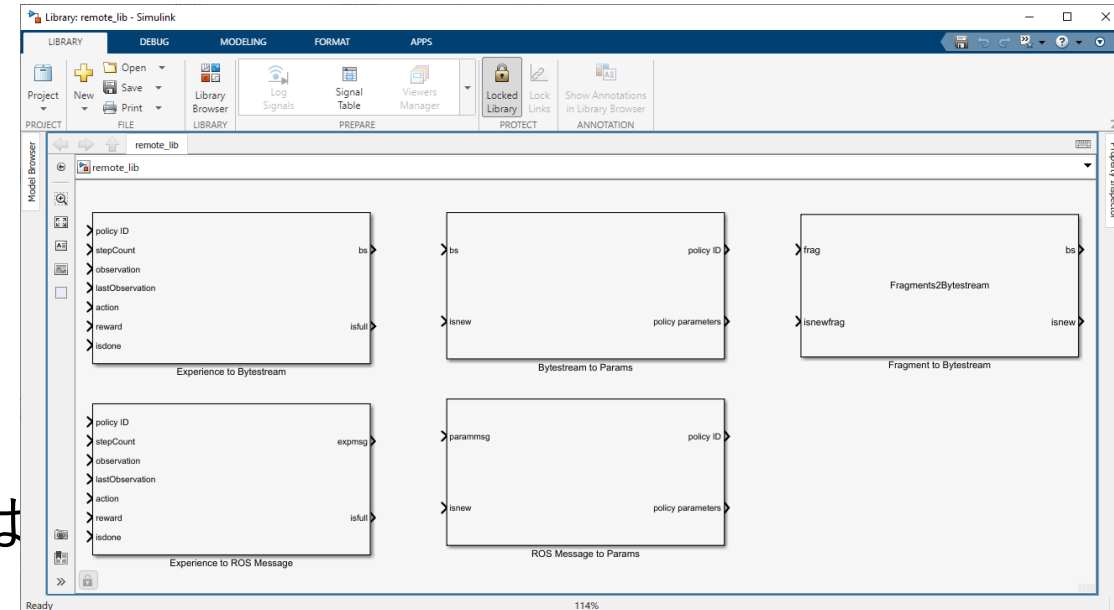 Library: remote_lib - Simulink
LIBRARY DEBUG MODELING FORMAT APPS
Project
New
Open
Save
Print
Library
Browser
Log
Signals
Signal
Table
Viewers
Manager
Locked
Library
Lock
Links
Show Annotations
in Library Browser
PROJECT FILE LIBRARY PREPARE PROTECT ANNOTATION
Model Browser
remote_lib
remote_lib
Property Inspector
policy ID
stepCount
observation
lastObservation
action
reward
isdone
bs
isfull
Experience to Bytestream
bs
isnew
policy ID
policy parameters
Bytestream to Params
frag
isnewfrag
Fragments2Bytestream
bs
isnew
Fragment to Bytestream
policy ID
stepCount
observation
lastObservation
action
reward
isdone
expmsg
isfull
Experience to ROS Message
parammsg
isnew
policy ID
policy parameters
ROS Message to Params
は
Ready 114%